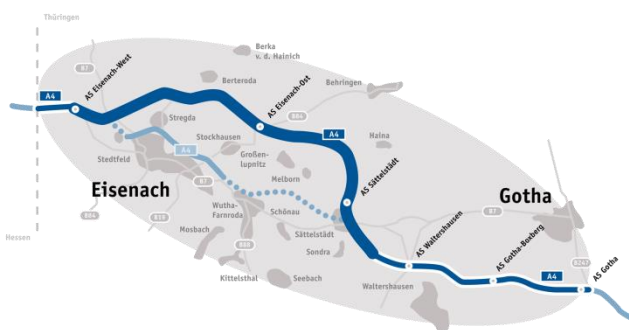 Thüringen
Berka
v. d. Hainich
B7
AS Eisenach-West
Berteroda
AS Eisenach-Ost
Behringen
A4
Stregda
B84
A4
Haina
Stockhausen
Stedtfeld
A4
Großen-
lupnitz
Melborn
AS Sättelstädt
Eisenach
B7
Gotha
B84
B19
Wutha-
Farnroda
Schönau
B7
Mosbach
Sättelstädt
AS Waltershausen
Hessen
B88
Sondra
AS Gotha-Boxberg
Kittelsthal
Seebach
Waltershausen
A4
B247
AS Gotha